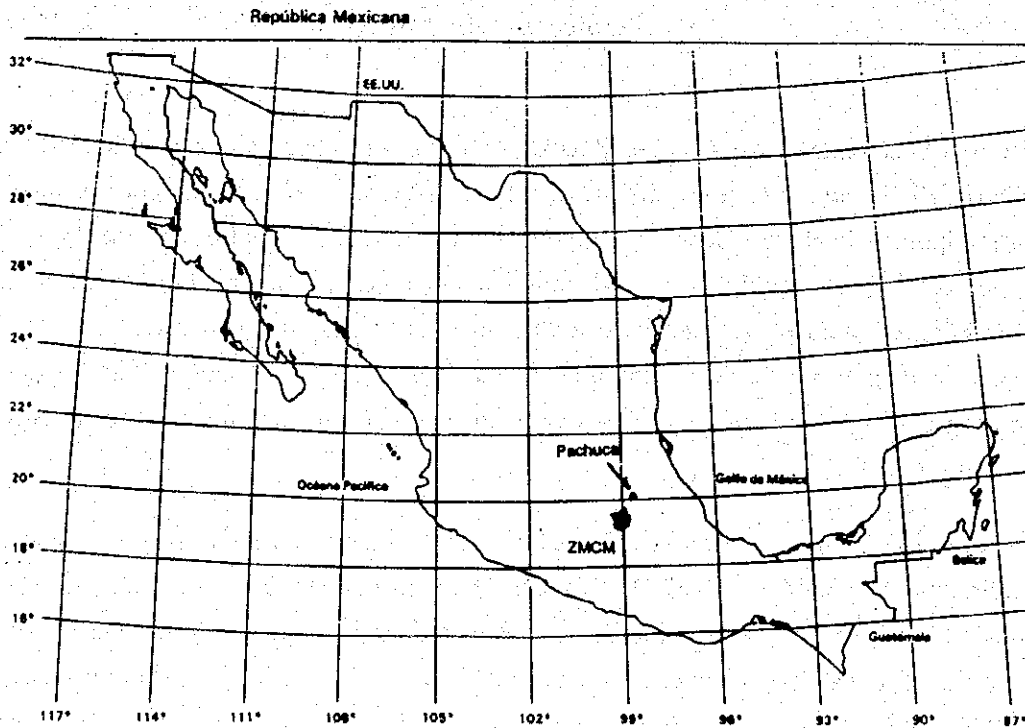 República Mexicana
32°
EE.UU.
30°
28°
26°
24°
22°
Pachuca
20°
Océano Pacífico
Golfo de México
ZMCM
18°
Belice
16°
Guatemala
117°
114°
111°
108°
105°
102°
99°
96°
93°
90°
87°